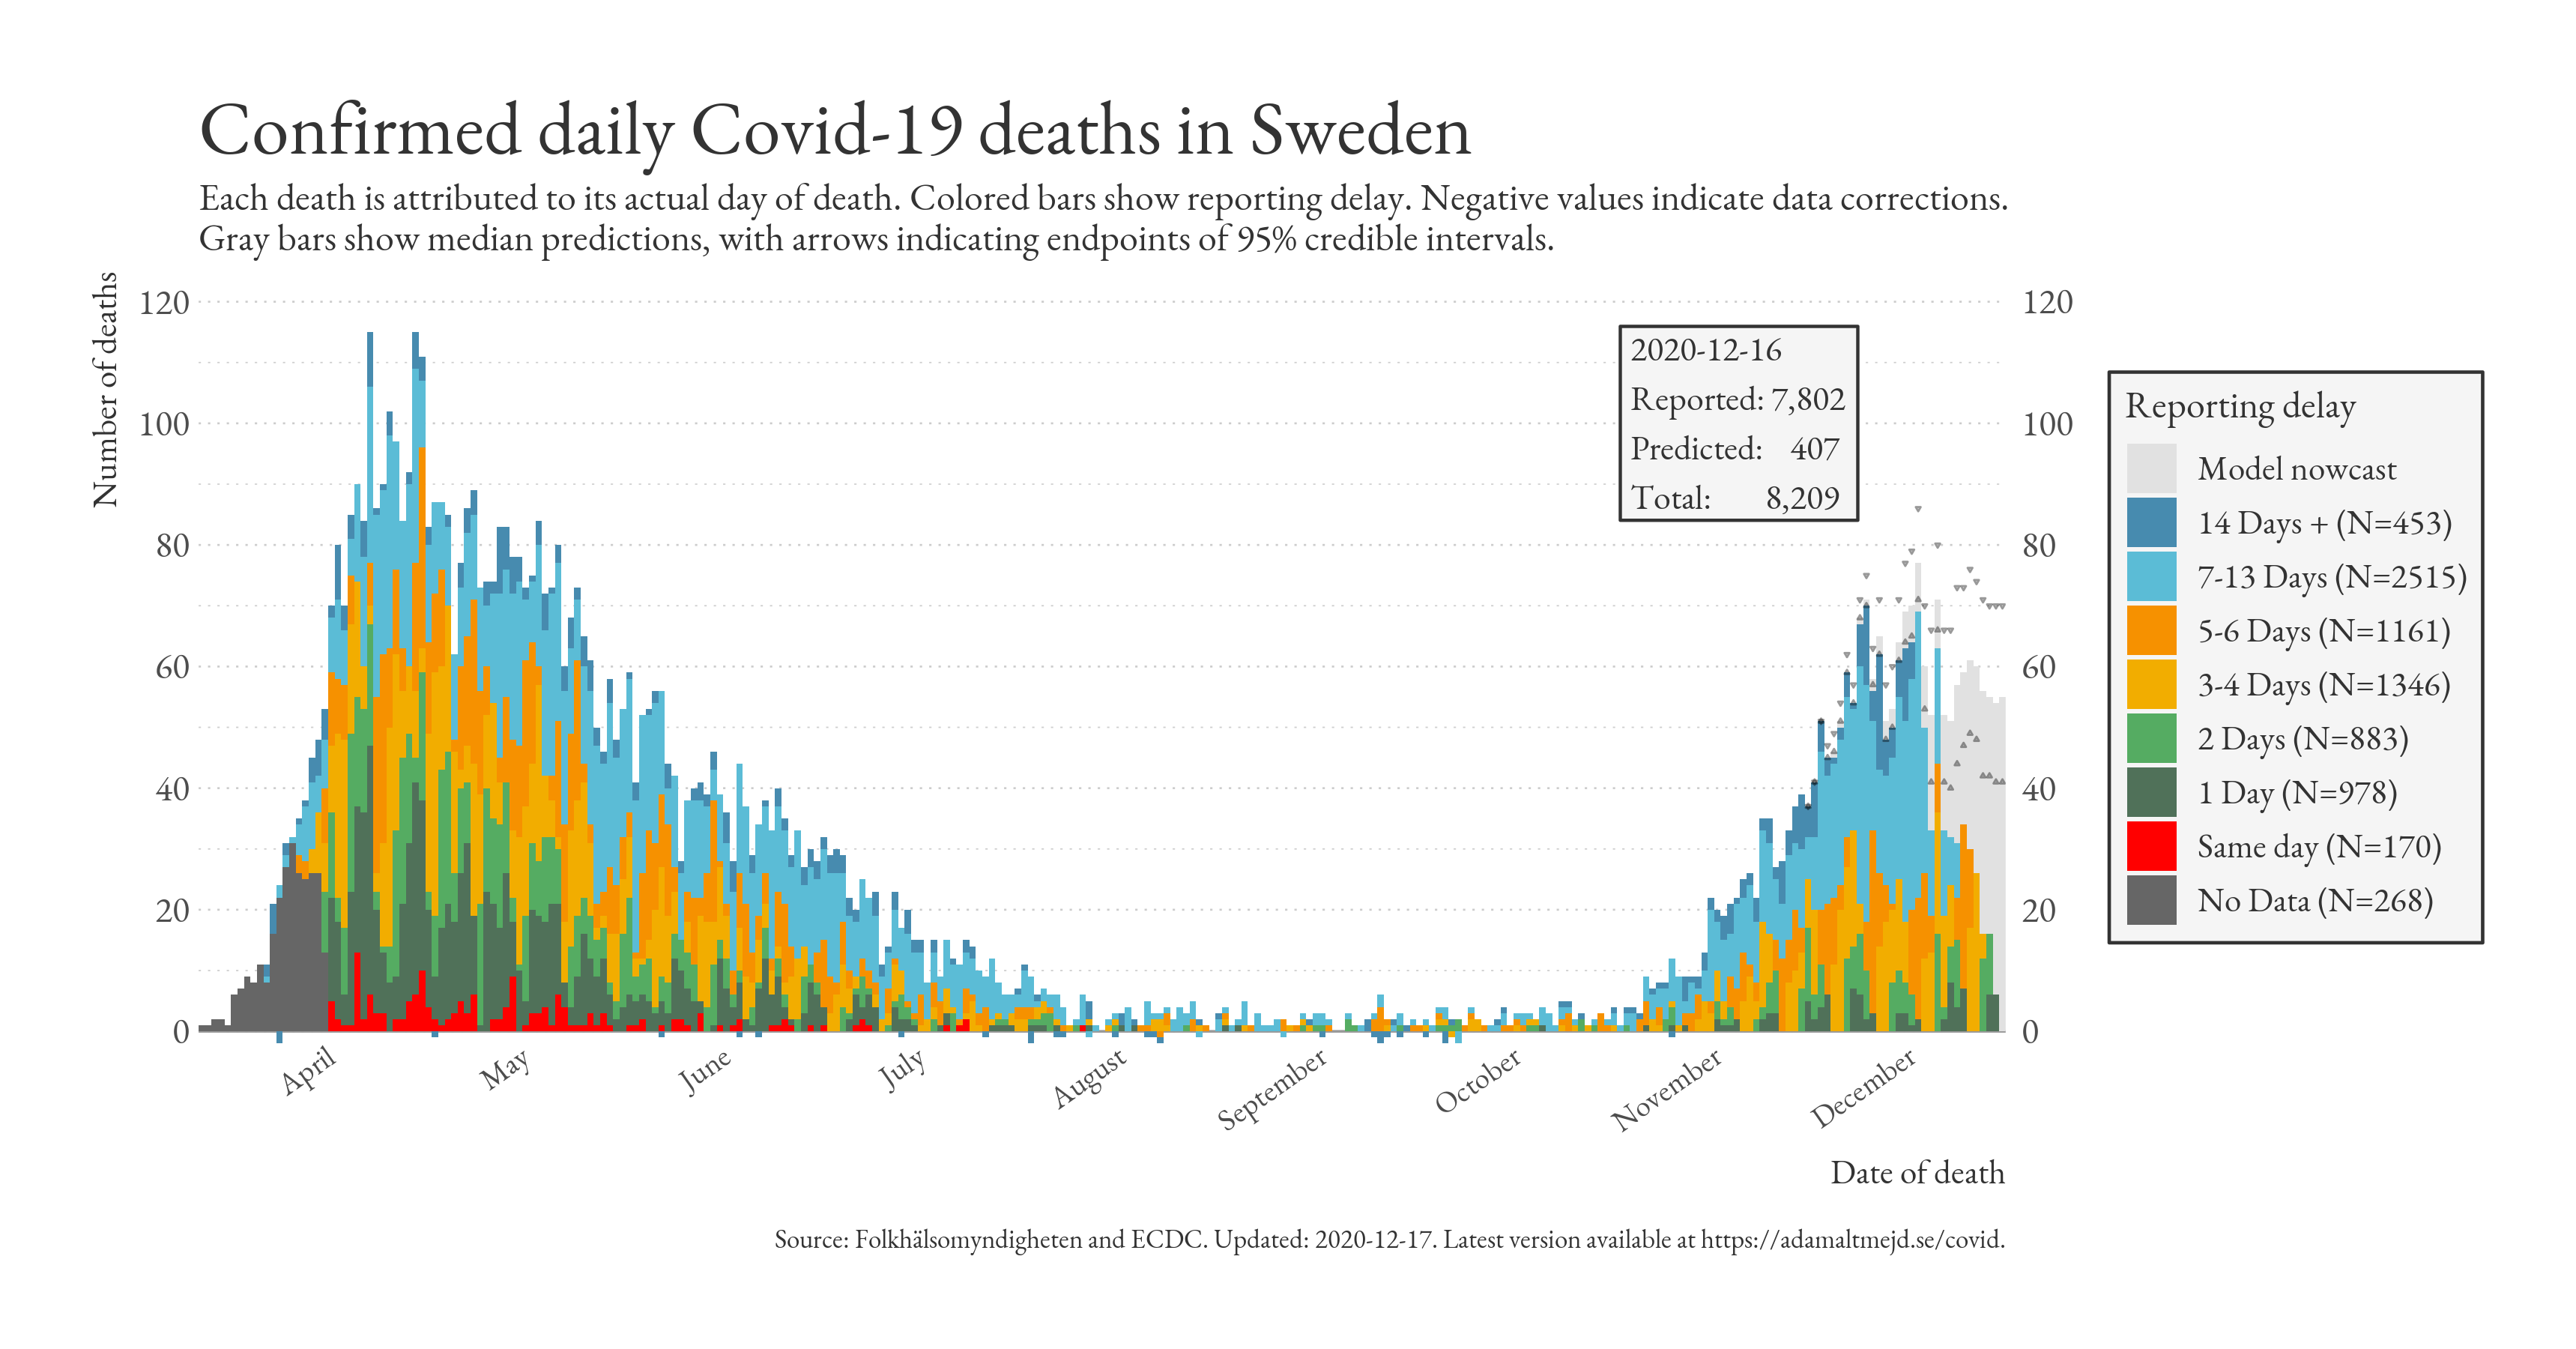 Confirmed daily Covid-19 deaths in Sweden
Each death is attributed to its actual day of death. Colored bars show reporting delay. Negative values indicate data corrections.
Gray bars show median predictions, with arrows indicating endpoints of 95% credible intervals.
Number of deaths
120
100
80
60
40
20
0
120
100
80
60
40
20
0
2020-12-16
Reported: 7,802
Predicted: 407
Total: 8,209
Reporting delay
Model nowcast
14 Days + (N=453)
7-13 Days (N=2515)
5-6 Days (N=1161)
3-4 Days (N=1346)
2 Days (N=883)
1 Day (N=978)
Same day (N=170)
No Data (N=268)
April
May
June
July
August
September
October
November
December
Date of death
Source: Folkhälsomyndigheten and ECDC. Updated: 2020-12-17. Latest version available at https://adamaltmejd.se/covid.